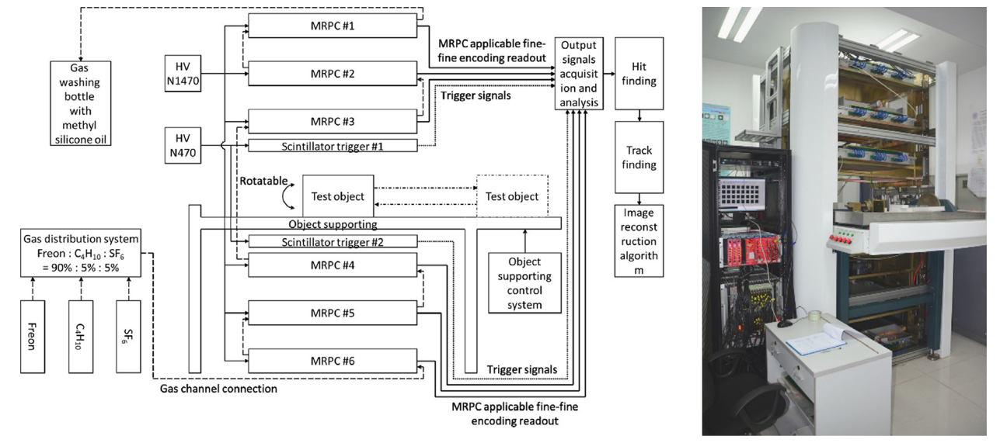 MRPC #1
MRPC #2
MRPC #3
Scintillator trigger #1
HV
N1470
HV
N470
Gas
washing
bottle
with
methyl
silicone oil
MRPC applicable fine-
fine encoding readout
Trigger signals
Output
signals
acquisit
ion and
analysis
Hit
finding
Track
finding
Image
reconst
ruction
algorith
m
Rotatable
Test object
Test object
Object supporting
Scintillator trigger #2
MRPC #4
MRPC #5
MRPC #6
Object
supporting
control
system
Gas distribution system
Freon : C₄H₁₀ : SF₆
= 90% : 5% : 5%
Freon
C₄H₁₀
SF₆
Gas channel connection
Trigger signals
MRPC applicable fine-fine
encoding readout